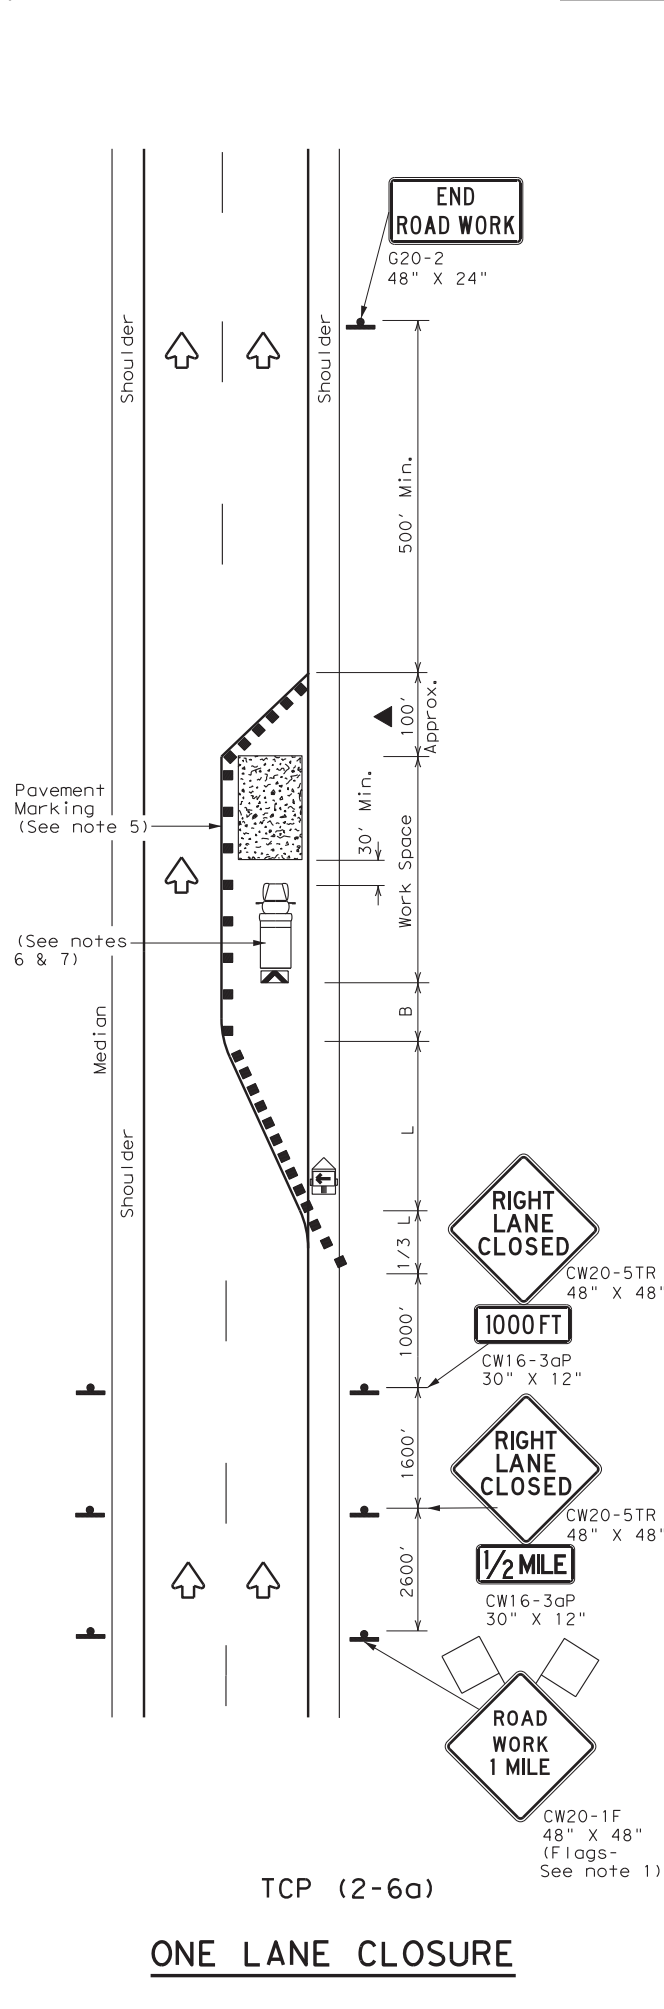 END
ROAD WORK
G20-2
48" X 24"
Shoulder
Shoulder
500' Min.
100'
Approx.
Pavement
Marking
(See note 5)
30' Min.
Work Space
(See notes
6 & 7)
B
Median
L
Shoulder
1/3 L
RIGHT
LANE
CLOSED
CW20-5TR
48" X 48"
1000 FT
1000'
CW16-3aP
30" X 12"
1600'
RIGHT
LANE
CLOSED
CW20-5TR
48" X 48"
1/2 MILE
2600'
CW16-3aP
30" X 12"
ROAD
WORK
1 MILE
CW20-1F
48" X 48"
(Flags-
See note 1)
TCP (2-6a)
ONE LANE CLOSURE